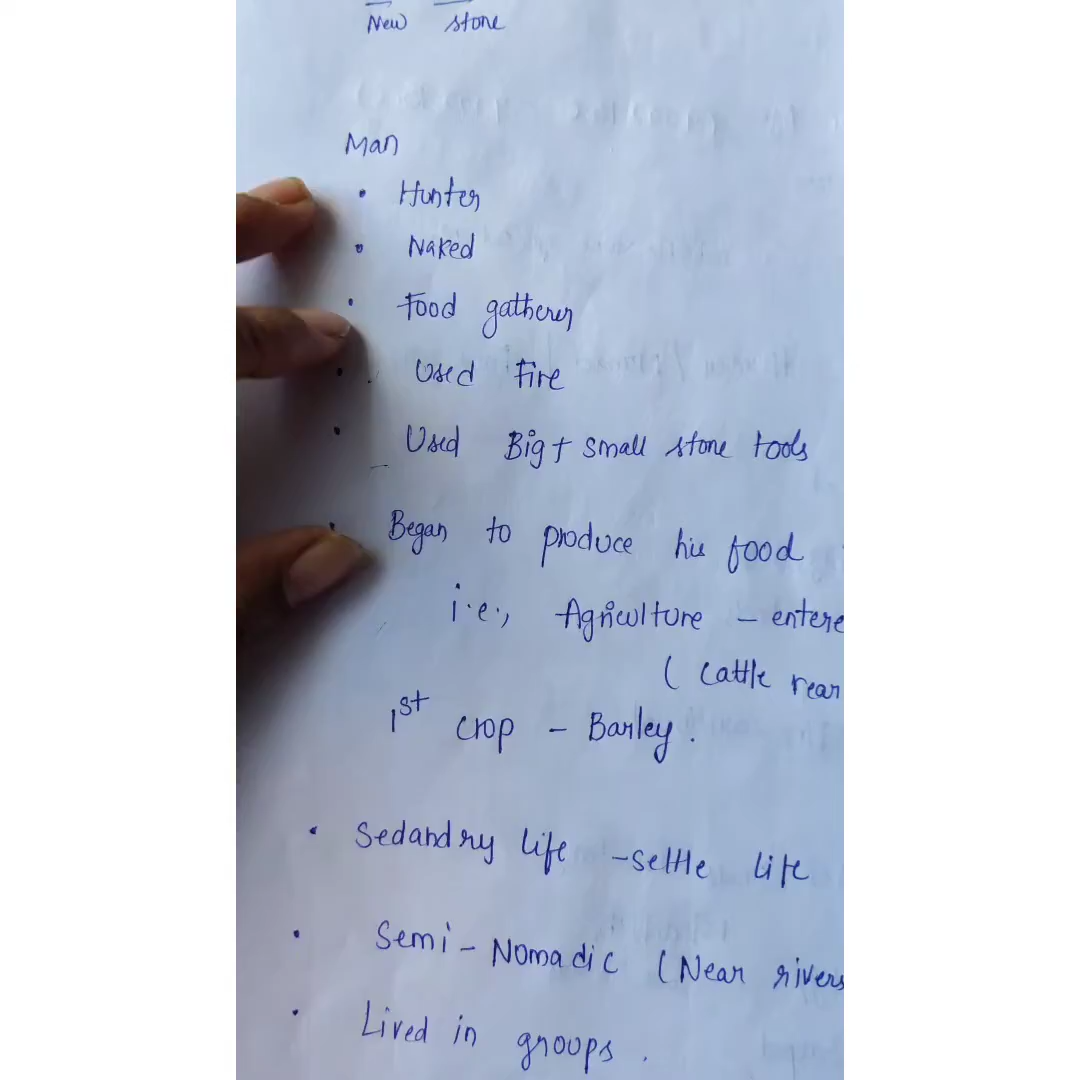 New stone
Man
• Hunter
• Naked
• Food gatherer
• Used Fire
• Used Big + small stone tools
• Began to produce his food
i.e., Agriculture - entere
( cattle rear
1st crop - Barley.
• Sedandry life - settle life
• Semi - Nomadic (Near rivers
• Lived in groups.